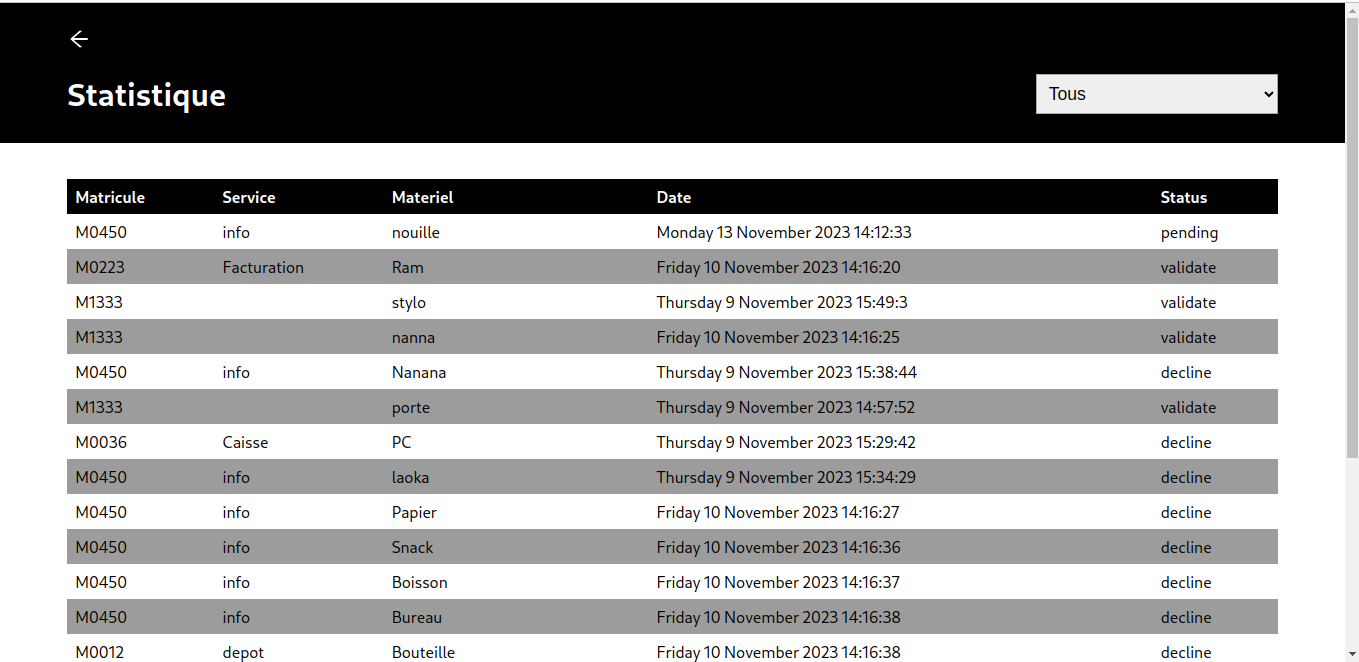 Statistique
Tous
Matricule Service Materiel Date Status
M0450 info nouille Monday 13 November 2023 14:12:33 pending
M0223 Facturation Ram Friday 10 November 2023 14:16:20 validate
M1333 stylo Thursday 9 November 2023 15:49:3 validate
M1333 nanna Friday 10 November 2023 14:16:25 validate
M0450 info Nanana Thursday 9 November 2023 15:38:44 decline
M1333 porte Thursday 9 November 2023 14:57:52 validate
M0036 Caisse PC Thursday 9 November 2023 15:29:42 decline
M0450 info laoka Thursday 9 November 2023 15:34:29 decline
M0450 info Papier Friday 10 November 2023 14:16:27 decline
M0450 info Snack Friday 10 November 2023 14:16:36 decline
M0450 info Boisson Friday 10 November 2023 14:16:37 decline
M0450 info Bureau Friday 10 November 2023 14:16:38 decline
M0012 depot Bouteille Friday 10 November 2023 14:16:38 decline